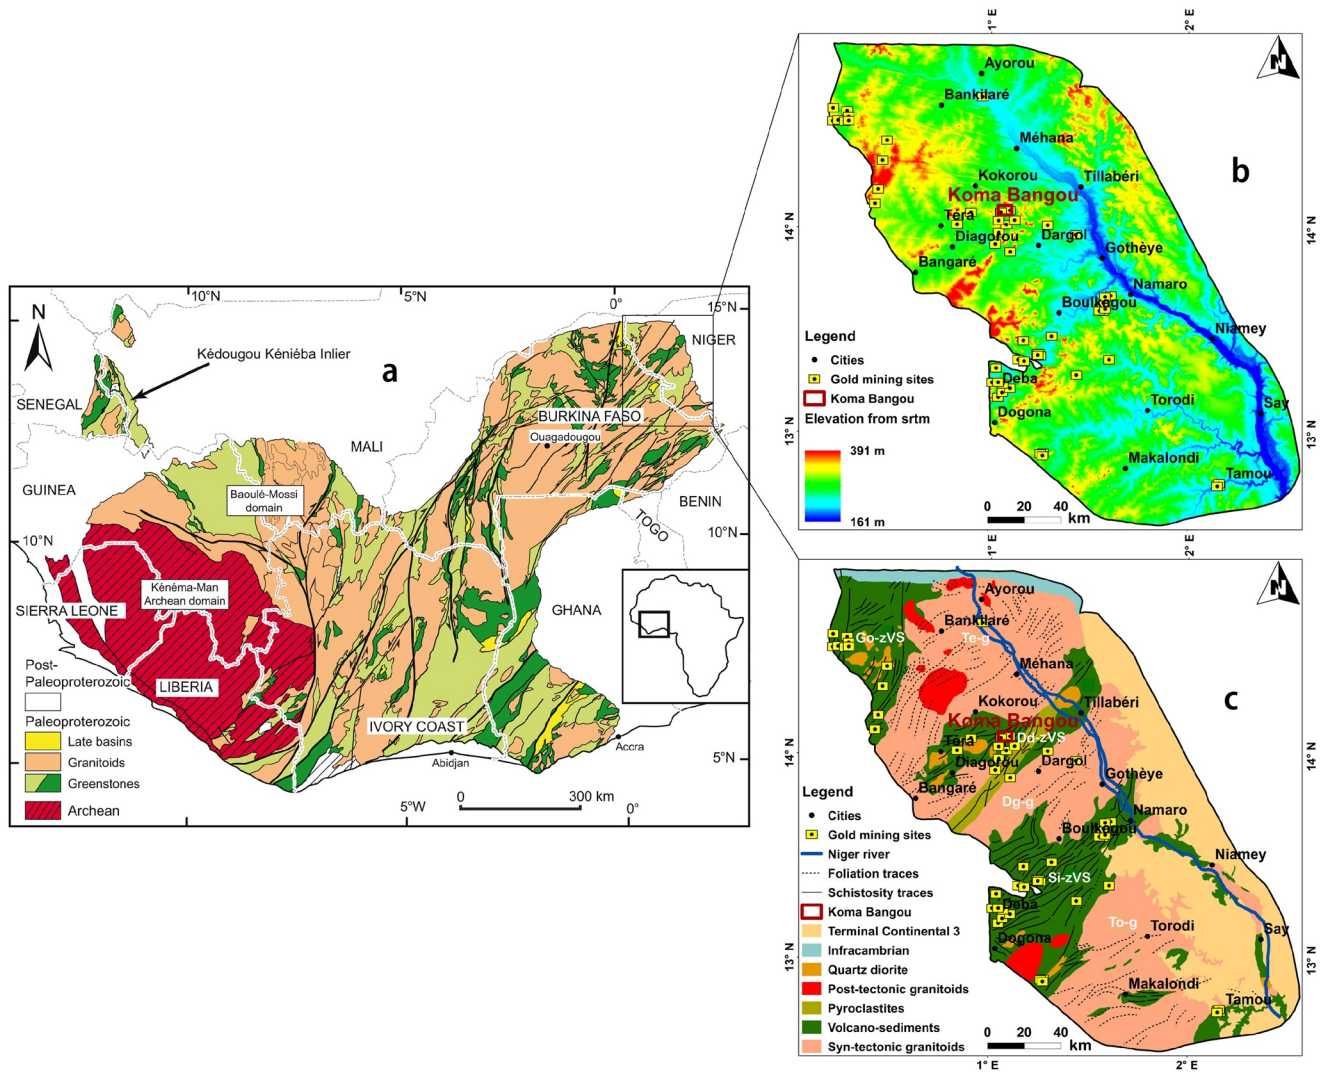 10°N
5°N
0°
15°N
N
NIGER
Kédougou Kéniéba Inlier
a
SENEGAL
BURKINA FASO
Ouagadougou
MALI
GUINEA
Baoulé-Mossi
domain
BENIN
TOGO
10°N
10°N
Kénéma-Man
Archean domain
SIERRA LEONE
GHANA
Post-
Paleoproterozoic
LIBERIA
Paleoproterozoic
Late basins
Granitoids
Greenstones
Archean
IVORY COAST
Accra
Abidjan
5°N
5°W
0
300 km
0°
1° E
2° E
N
Ayorou
Bankilaré
Méhana
b
Kokorou
Tillabéri
Koma Bangou
Téra
14° N
14° N
Diagorou
Dargol
Gothèye
Bangaré
Namaro
Boulkagou
Niamey
Legend
Cities
Gold mining sites
Koma Bangou
Elevation from srtm
391 m
161 m
Deba
Dogona
Torodi
Say
13° N
13° N
Makalondi
Tamou
0 20 40
km
1° E
2° E
N
Ayorou
Bankilaré
Go-zVS
Te-g
Méhana
Kokorou
Tillabéri
c
Koma Bangou
Dd-zVS
Téra
14° N
14° N
Diagorou
Dargol
Gothèye
Bangaré
Dg-g
Namaro
Boulkagou
Niamey
Si-zVS
Deba
To-g
Torodi
Say
Dogona
13° N
13° N
Makalondi
Tamou
Legend
Cities
Gold mining sites
Niger river
Foliation traces
Schistosity traces
Koma Bangou
Terminal Continental 3
Infracambrian
Quartz diorite
Post-tectonic granitoids
Pyroclastites
Volcano-sediments
Syn-tectonic granitoids
0 20 40
km
1° E
2° E